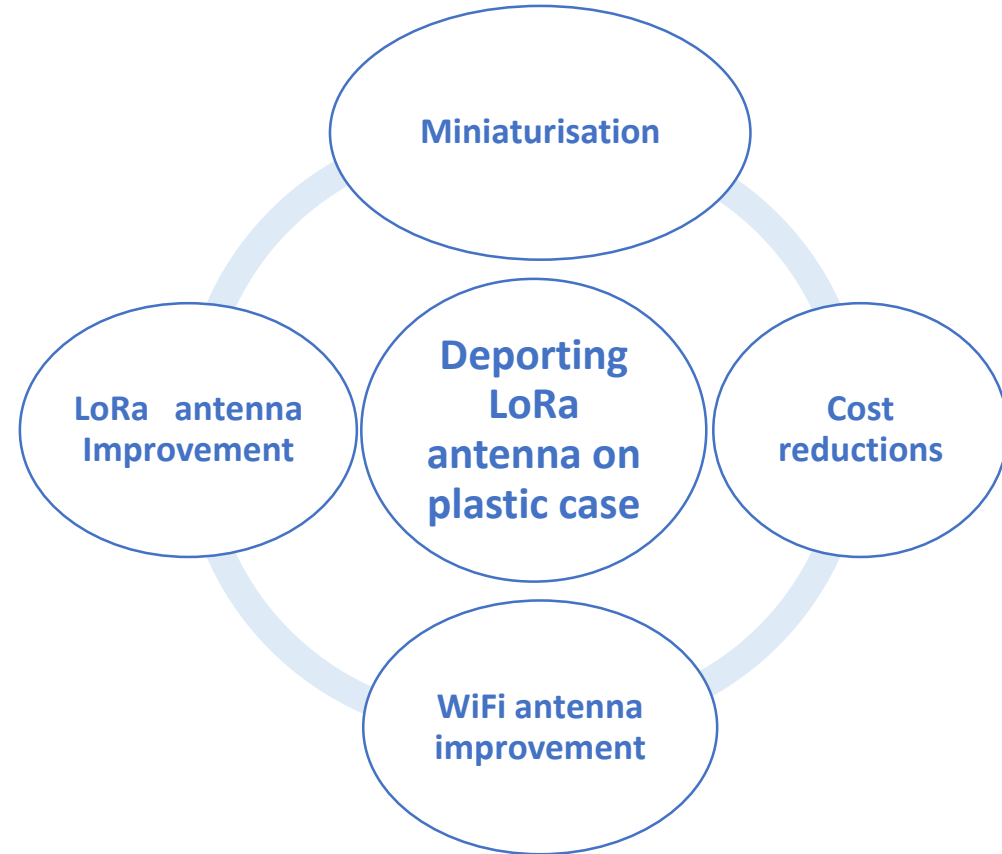 Miniaturisation
Deporting
LoRa
antenna on
plastic case
LoRa antenna
Improvement
Cost
reductions
WiFi antenna
improvement